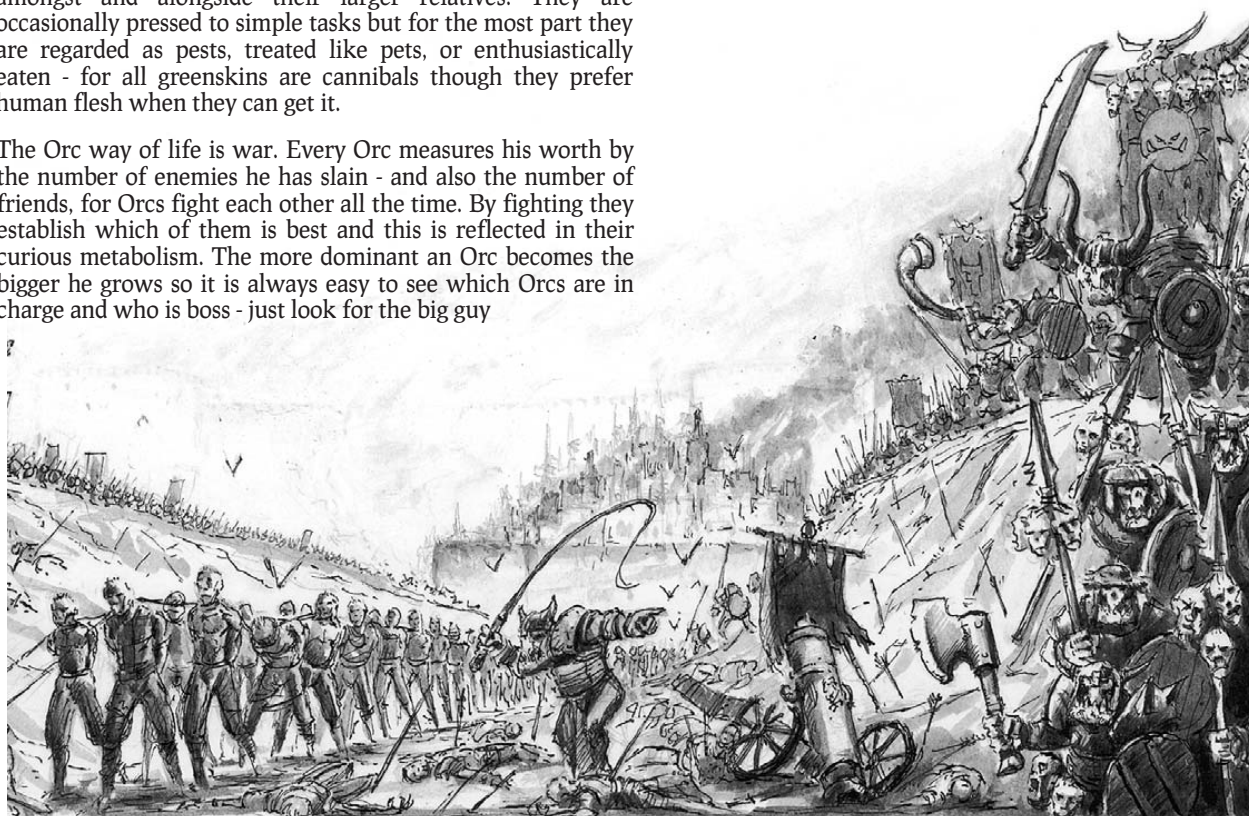 amongst and alongside their larger relatives. They are
occasionally pressed to simple tasks but for the most part they
are regarded as pests, treated like pets, or enthusiastically
eaten - for all greenskins are cannibals though they prefer
human flesh when they can get it.
The Orc way of life is war. Every Orc measures his worth by
the number of enemies he has slain - and also the number of
friends, for Orcs fight each other all the time. By fighting they
establish which of them is best and this is reflected in their
curious metabolism. The more dominant an Orc becomes the
bigger he grows so it is always easy to see which Orcs are in
charge and who is boss - just look for the big guy